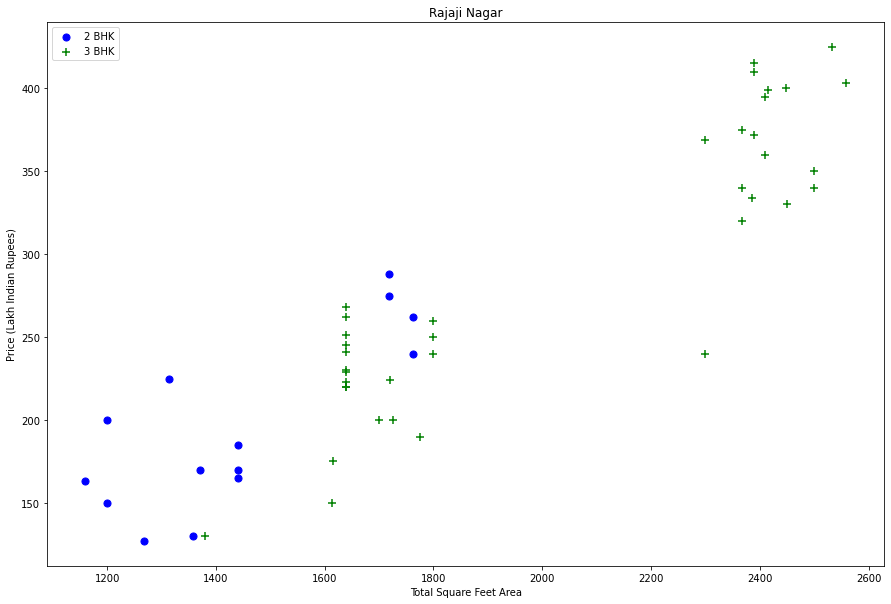 Rajaji Nagar
2 BHK
3 BHK
400
350
300
250
200
150
Price (Lakh Indian Rupees)
1200 1400 1600 1800 2000 2200 2400 2600
Total Square Feet Area